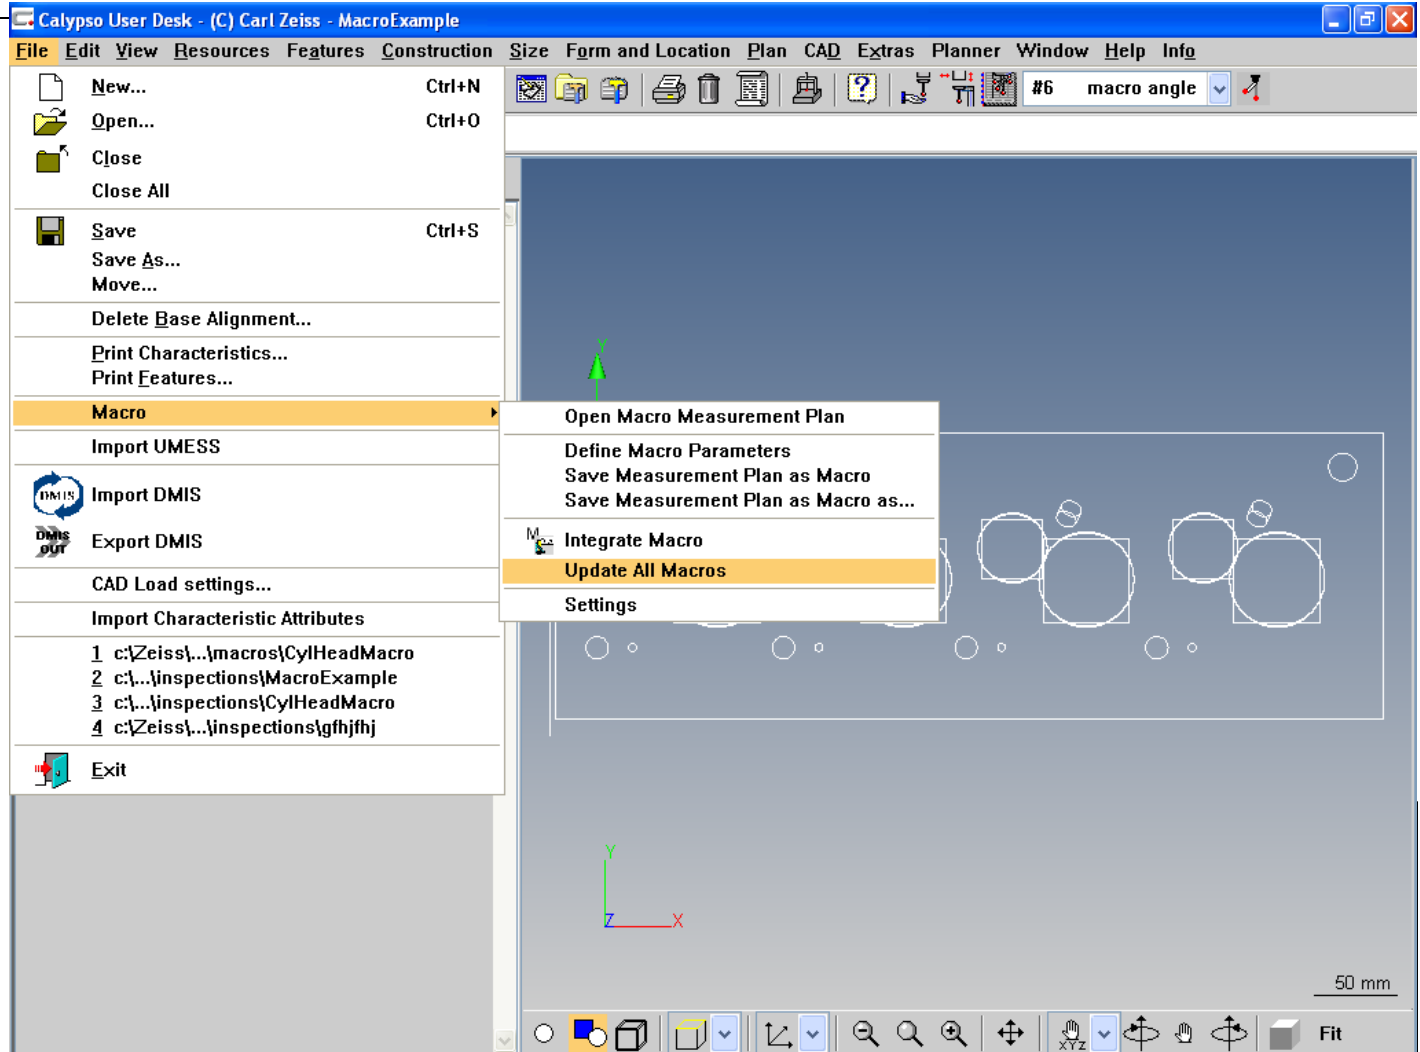 Calypso User Desk - (C) Carl Zeiss - MacroExample
File Edit View Resources Features Construction Size Form and Location Plan CAD Extras Planner Window Help Info
New... Ctrl+N
#6 macro angle
Open... Ctrl+O
Close
Close All
Save Ctrl+S
Save As...
Move...
Delete Base Alignment...
Print Characteristics...
Print Features...
Macro
Import UMESS
DMIS Import DMIS
DMIS OUT Export DMIS
CAD Load settings...
Import Characteristic Attributes
1 c:\Zeiss\...\macros\CylHeadMacro
2 c:\...\inspections\MacroExample
3 c:\...\inspections\CylHeadMacro
4 c:\Zeiss\...\inspections\gfhjfhj
Exit
Open Macro Measurement Plan
Define Macro Parameters
Save Measurement Plan as Macro
Save Measurement Plan as Macro as...
M Integrate Macro
Update All Macros
Settings
Y
Y
Z X
50 mm
XYZ
Fit